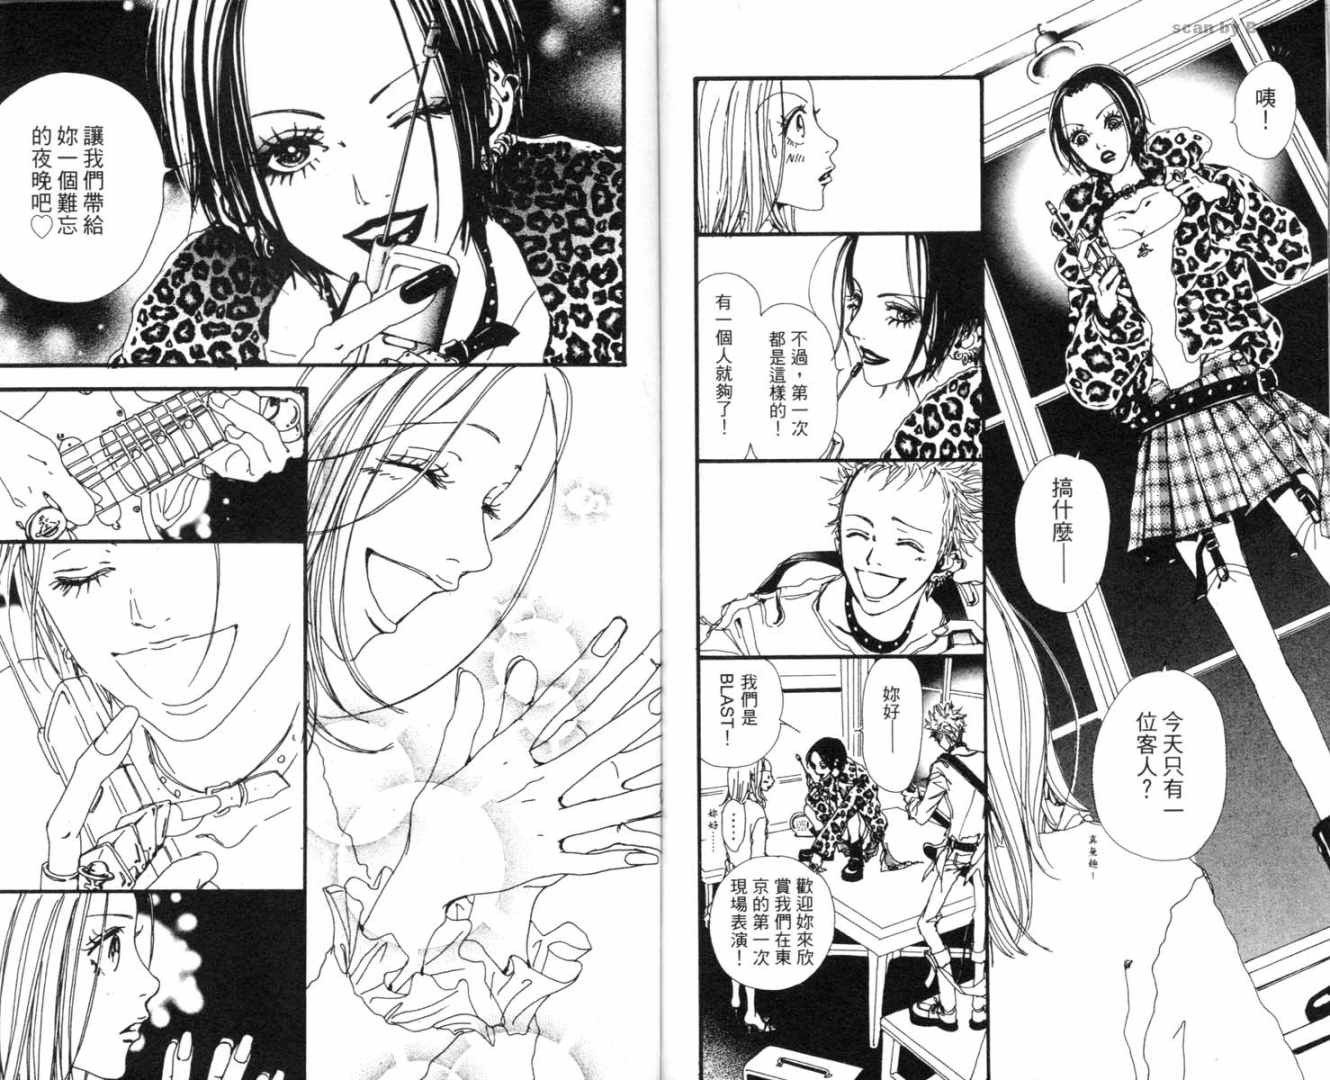 scan by
咦！
搞什麼──
今天只有一
位客人？
不過，第一次
都是這樣的！
有一個人就夠了！
妳好──
我們是
BLAST！
妳好……
歡迎妳來欣
賞我們在東
京的第一次
現場表演！
讓我們帶給
妳一個難忘
的夜晚吧♡